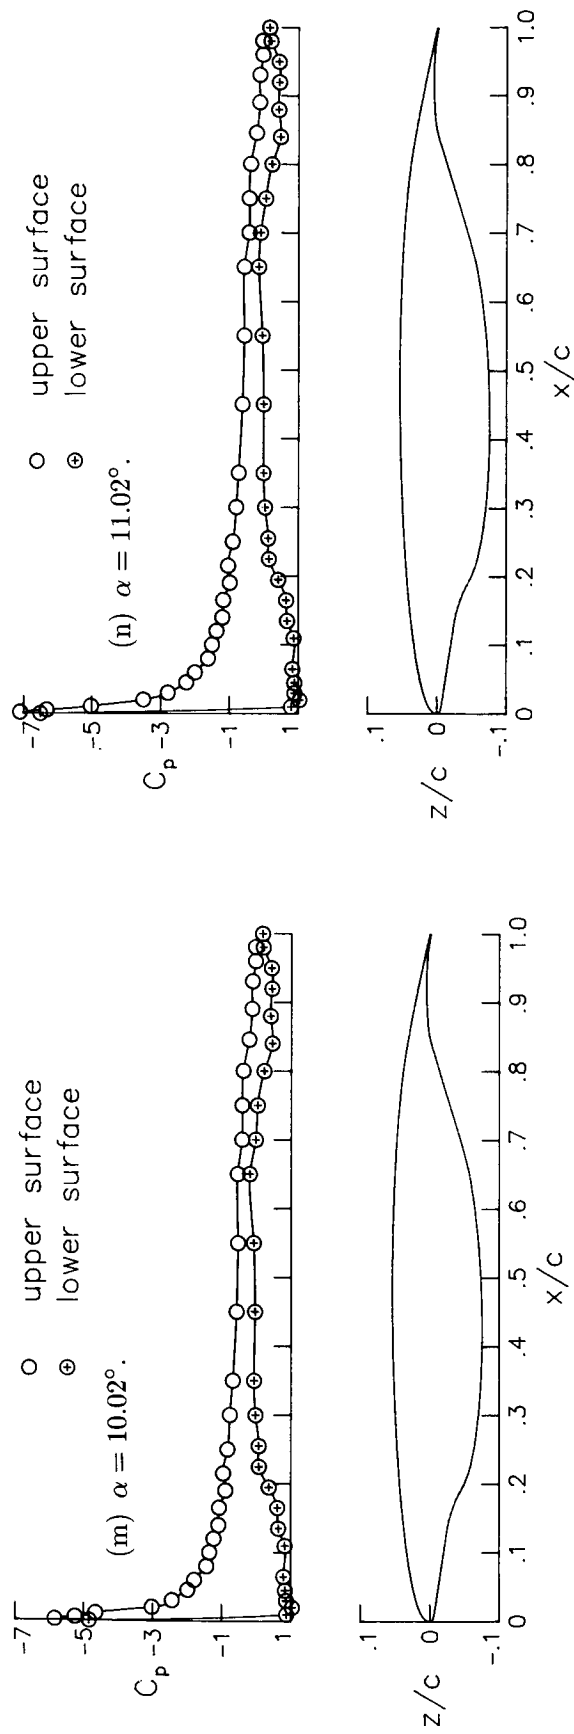 ○ upper surface
⊕ lower surface
(m) α = 10.02°.
-7
-5
-3
-1
1
Cp
.1
0
-.1
z/c
0 .1 .2 .3 .4 .5 .6 .7 .8 .9 1.0
x/c
○ upper surface
⊕ lower surface
(n) α = 11.02°.
-7
-5
-3
-1
1
Cp
.1
0
-.1
z/c
0 .1 .2 .3 .4 .5 .6 .7 .8 .9 1.0
x/c